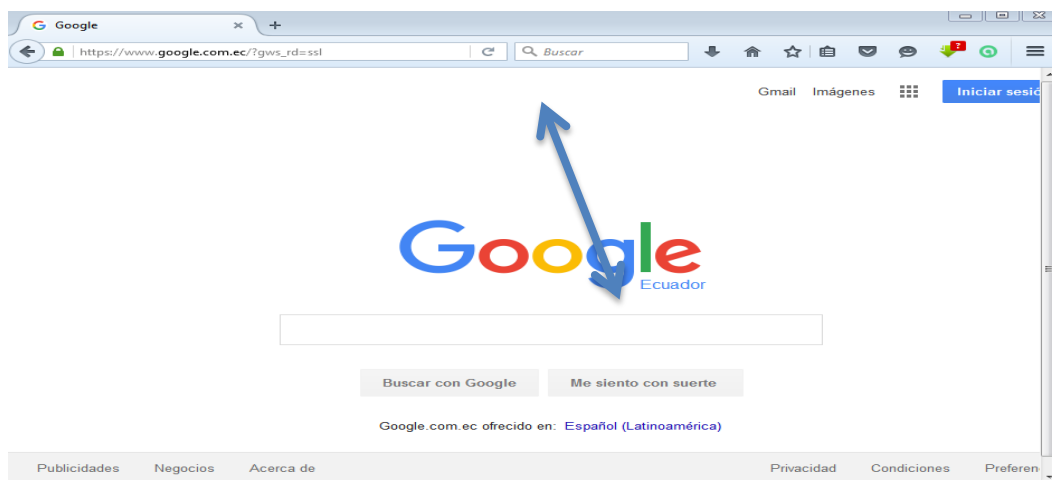 Google
https://www.google.com.ec/?gws_rd=ssl
Buscar
?
Gmail Imágenes Iniciar sesió
Google
Ecuador
Buscar con Google Me siento con suerte
Google.com.ec ofrecido en: Español (Latinoamérica)
Publicidades Negocios Acerca de Privacidad Condiciones Preferen